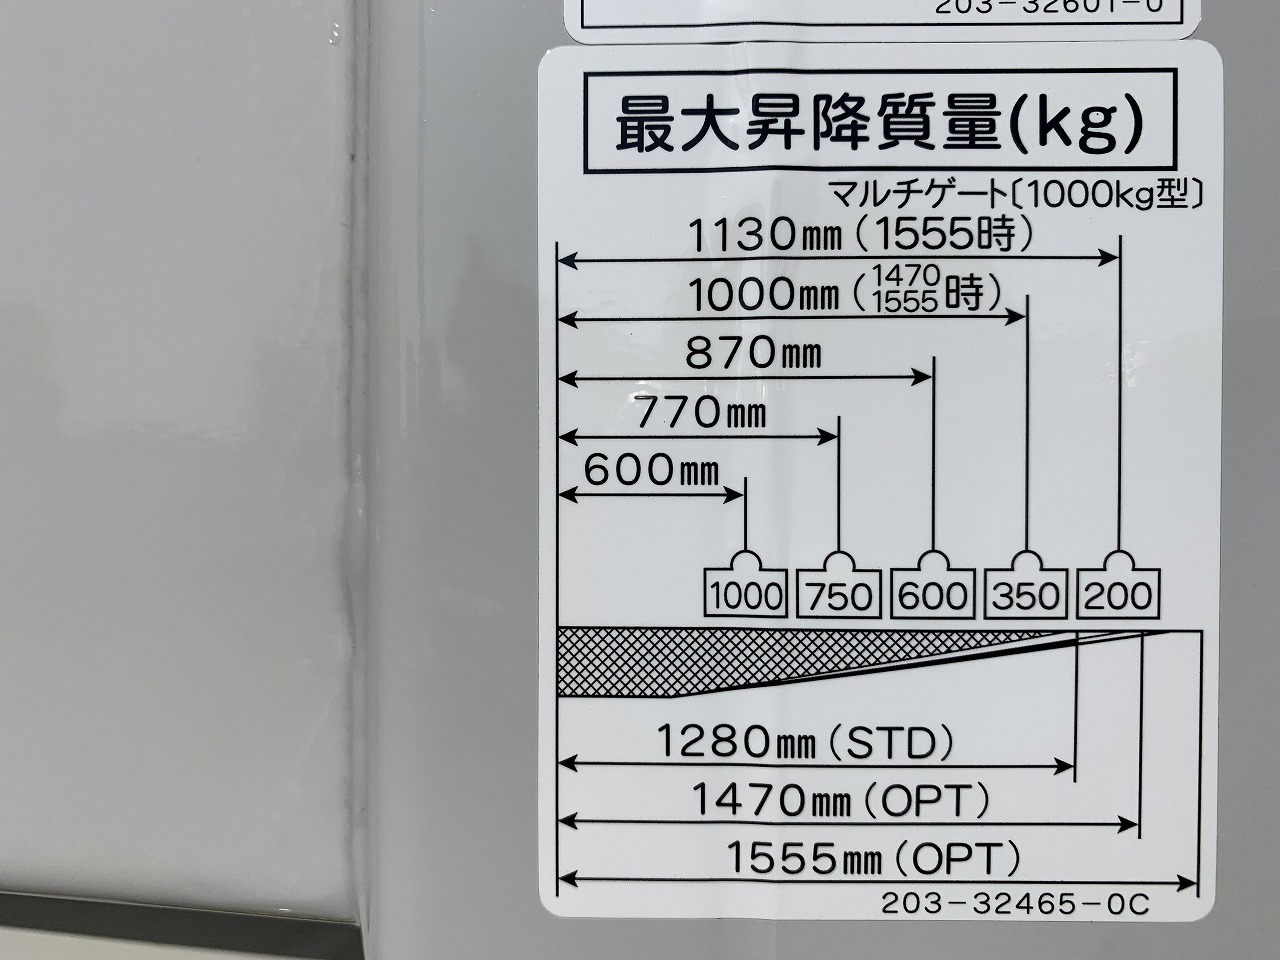 203-32601-0
最大昇降質量(kg)
マルチゲート〔1000kg型〕
1130㎜(1555時)
1000㎜(1470
1555時)
870㎜
770㎜
600㎜
1000 750 600 350 200
1280㎜(STD)
1470㎜(OPT)
1555㎜(OPT)
203-32465-0C